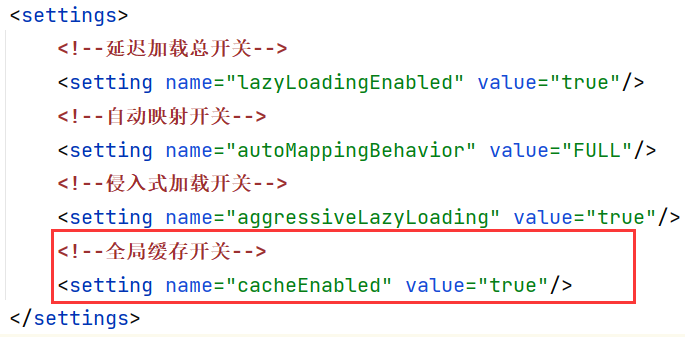 <settings>
<!--延迟加载总开关-->
<setting name="lazyLoadingEnabled" value="true"/>
<!--自动映射开关-->
<setting name="autoMappingBehavior" value="FULL"/>
<!--侵入式加载开关-->
<setting name="aggressiveLazyLoading" value="true"/>
<!--全局缓存开关-->
<setting name="cacheEnabled" value="true"/>
</settings>